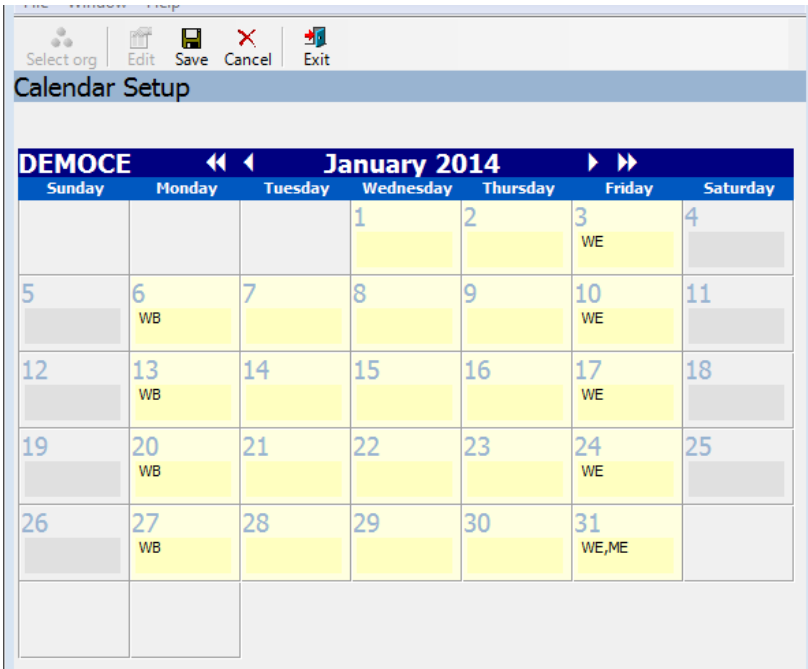 File Window Help
Select org Edit Save Cancel Exit
Calendar Setup
DEMOCE January 2014
Sunday Monday Tuesday Wednesday Thursday Friday Saturday
1 2 3 4
WE
5 6 7 8 9 10 11
WB WE
12 13 14 15 16 17 18
WB WE
19 20 21 22 23 24 25
WB WE
26 27 28 29 30 31
WB WE,ME